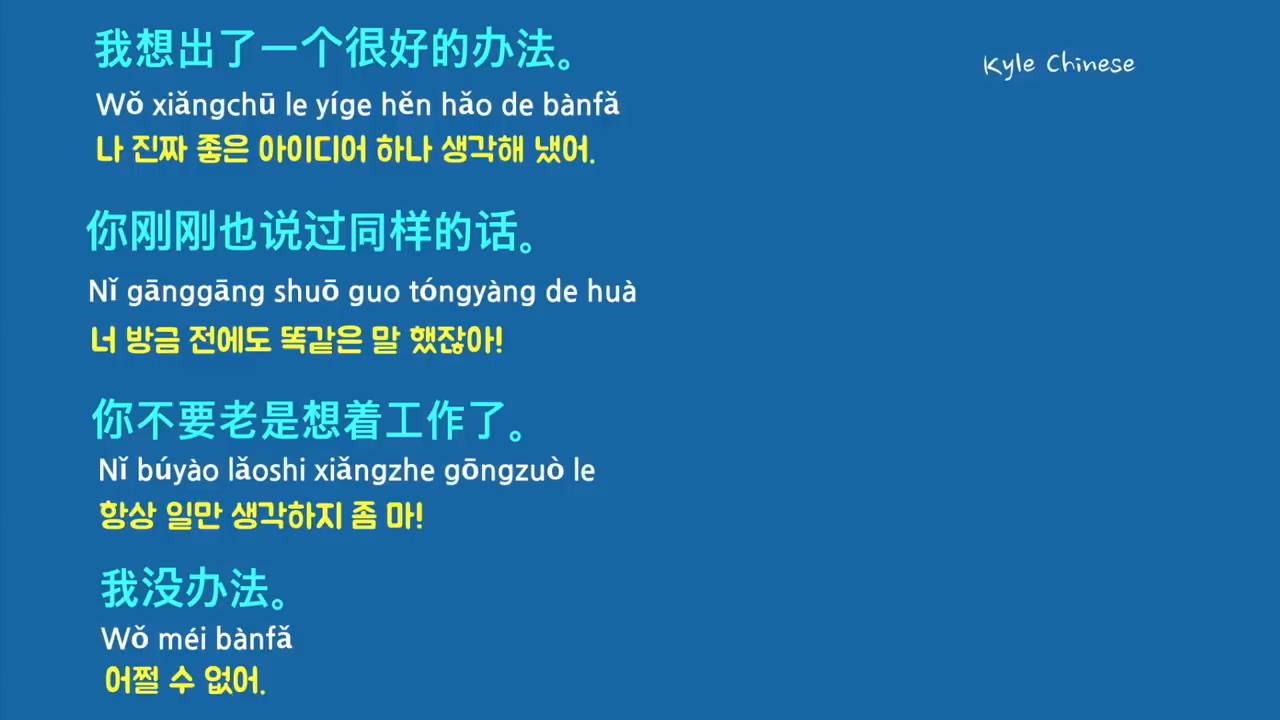 我想出了一个很好的办法。
Kyle Chinese
Wǒ xiǎngchū le yíge hěn hǎo de bànfǎ
나 진짜 좋은 아이디어 하나 생각해 냈어.
你刚刚也说过同样的话。
Nǐ gānggāng shuō guo tóngyàng de huà
너 방금 전에도 똑같은 말 했잖아!
你不要老是想着工作了。
Nǐ búyào lǎoshi xiǎngzhe gōngzuò le
항상 일만 생각하지 좀 마!
我没办法。
Wǒ méi bànfǎ
어쩔 수 없어.